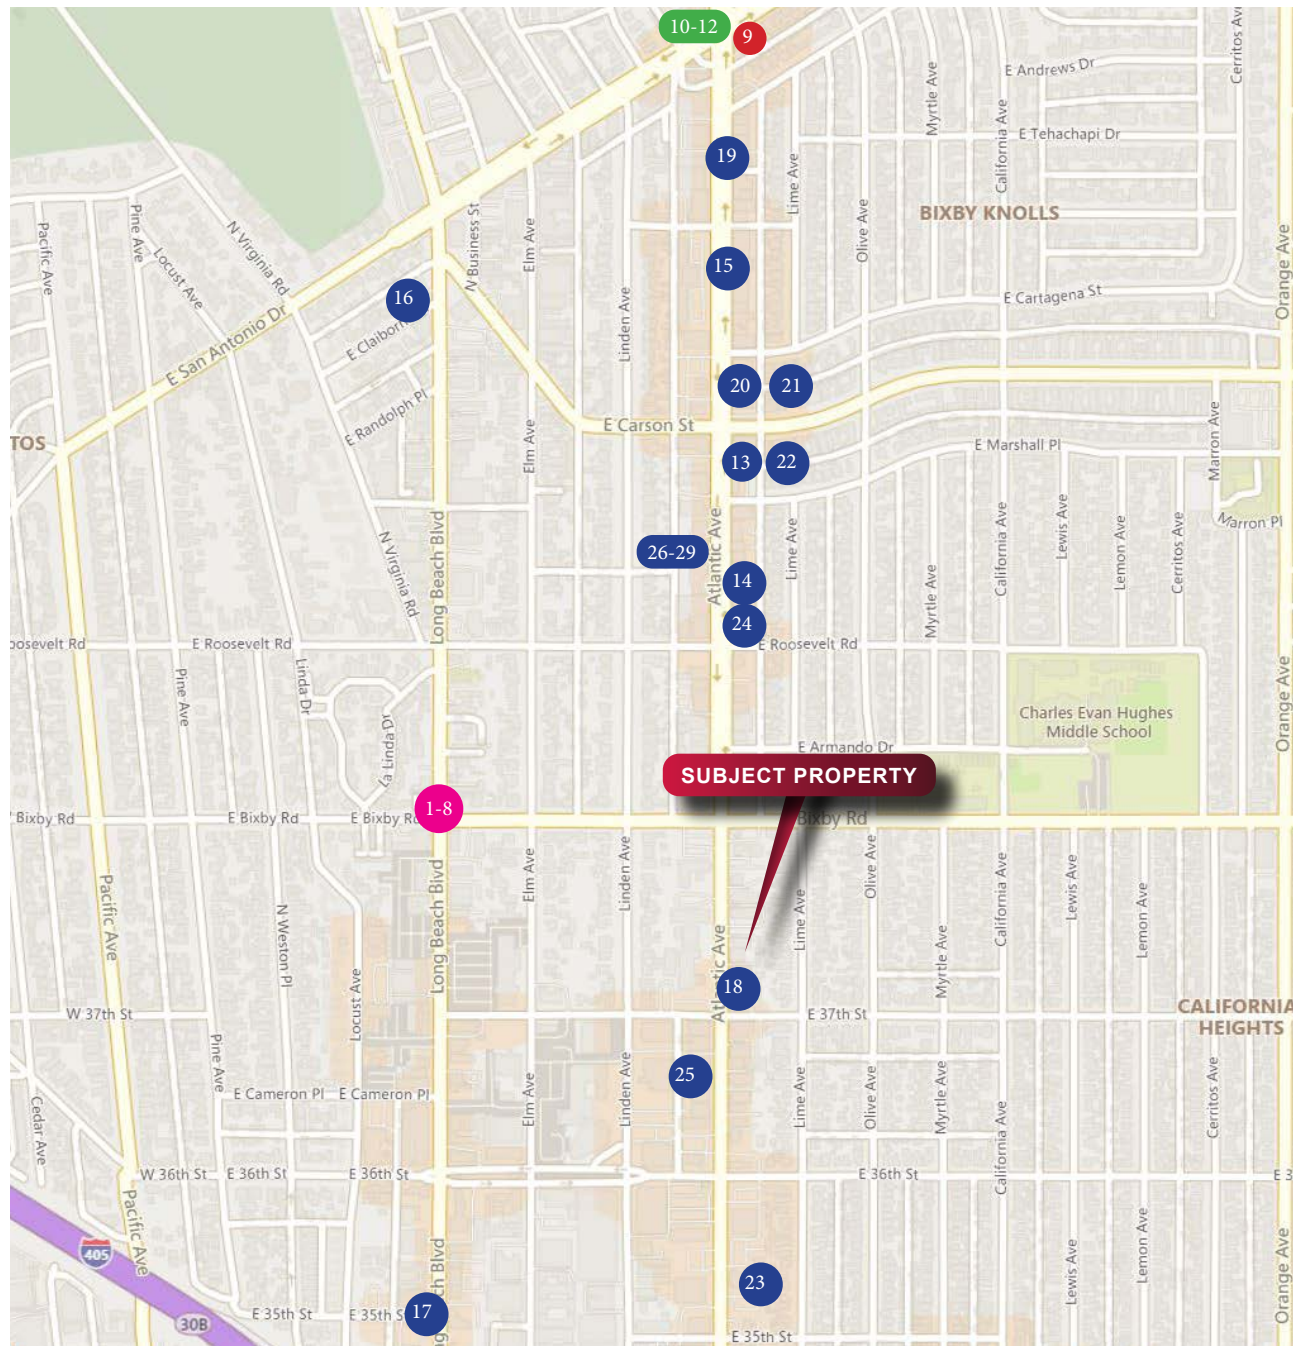 10-12
9
E Andrews Dr
Cerritos Av
Myrtle Ave
California Ave
E Tehachapi Dr
19
Lime Ave
BIXBY KNOLLS
Pine Ave
Pacific Ave
N Virginia Rd
N Business St
Elm Ave
Olive Ave
Orange Ave
Locust Ave
15
16
E Cartagena St
Linden Ave
E San Antonio Dr
E Randolph Pl
20
21
E Carson St
TOS
Elm Ave
E Marshall Pl
Marron Ave
13
22
Marron Pl
N Virginia Rd
Long Beach Blvd
Atlantic Ave
Lime Ave
California Ave
Lewis Ave
Lemon Ave
Cerritos Ave
26-29
14
Myrtle Ave
24
oosevelt Rd
E Roosevelt Rd
E Roosevelt Rd
Pine Ave
Linda Dr
La Linda Dr
Charles Evan Hughes
Middle School
Orange Ave
E Armando Dr
SUBJECT PROPERTY
1-8
Bixby Rd
E Bixby Rd
E Bixby Rd
Bixby Rd
Pacific Ave
N Weston Pl
Locust Ave
Long Beach Blvd
Elm Ave
Linden Ave
Lime Ave
Olive Ave
Myrtle Ave
California Ave
Lewis Ave
Lemon Ave
18
W 37th St
E 37th St
CALIFORNIA
HEIGHTS
Pine Ave
25
E Cameron Pl
E Cameron Pl
Cedar Ave
Elm Ave
Linden Ave
Lime Ave
Olive Ave
Myrtle Ave
California Ave
Cerritos Ave
W 36th St
E 36th St
E 36th St
E 36th St
E 3
Pacific Ave
405
30B
Lewis Ave
Lemon Ave
Orange Ave
23
E 35th St
E 35th S
17
E 35th St